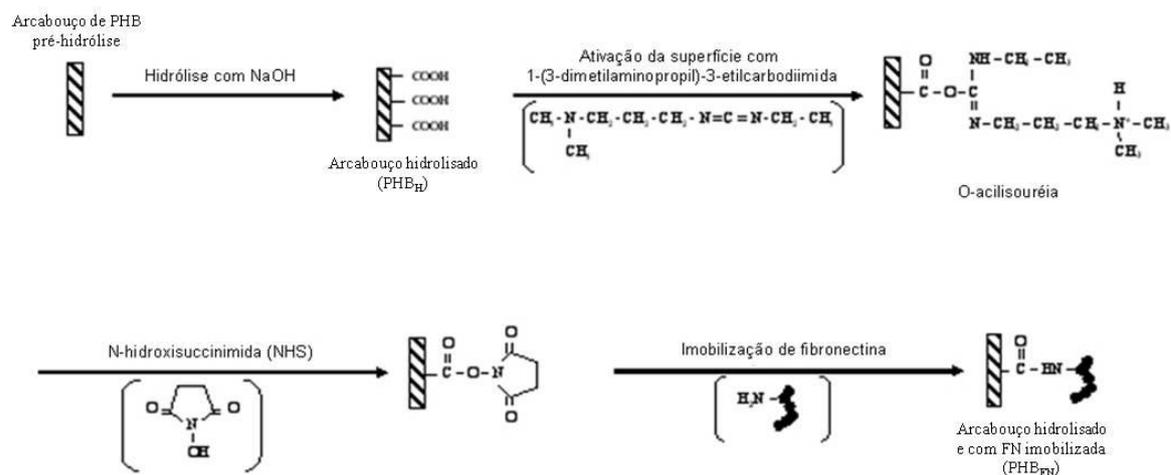 Arcabouço de PHB
pré-hidrólise
Hidrólise com NaOH
COOH
COOH
COOH
Arcabouço hidrolisado
(PHB_H)
Ativação da superfície com
1-(3-dimetilaminopropil)-3-etilcarbodiimida
CH₃-N-CH₂-CH₂-CH₂-N=C=N-CH₂-CH₃
CH₃
O
NH-CH₂-CH₃
H
C-O-C
N-CH₂-CH₂-CH₂-N⁺-CH₃
CH₃
O-acilisouréia
N-hidroxisuccinimida (NHS)
O
O
N
OH
O
O
C-O-N
O
Imobilização de fibronectina
H₂N
O
C-HN
Arcabouço hidrolisado
e com FN imobilizada
(PHB_FN)